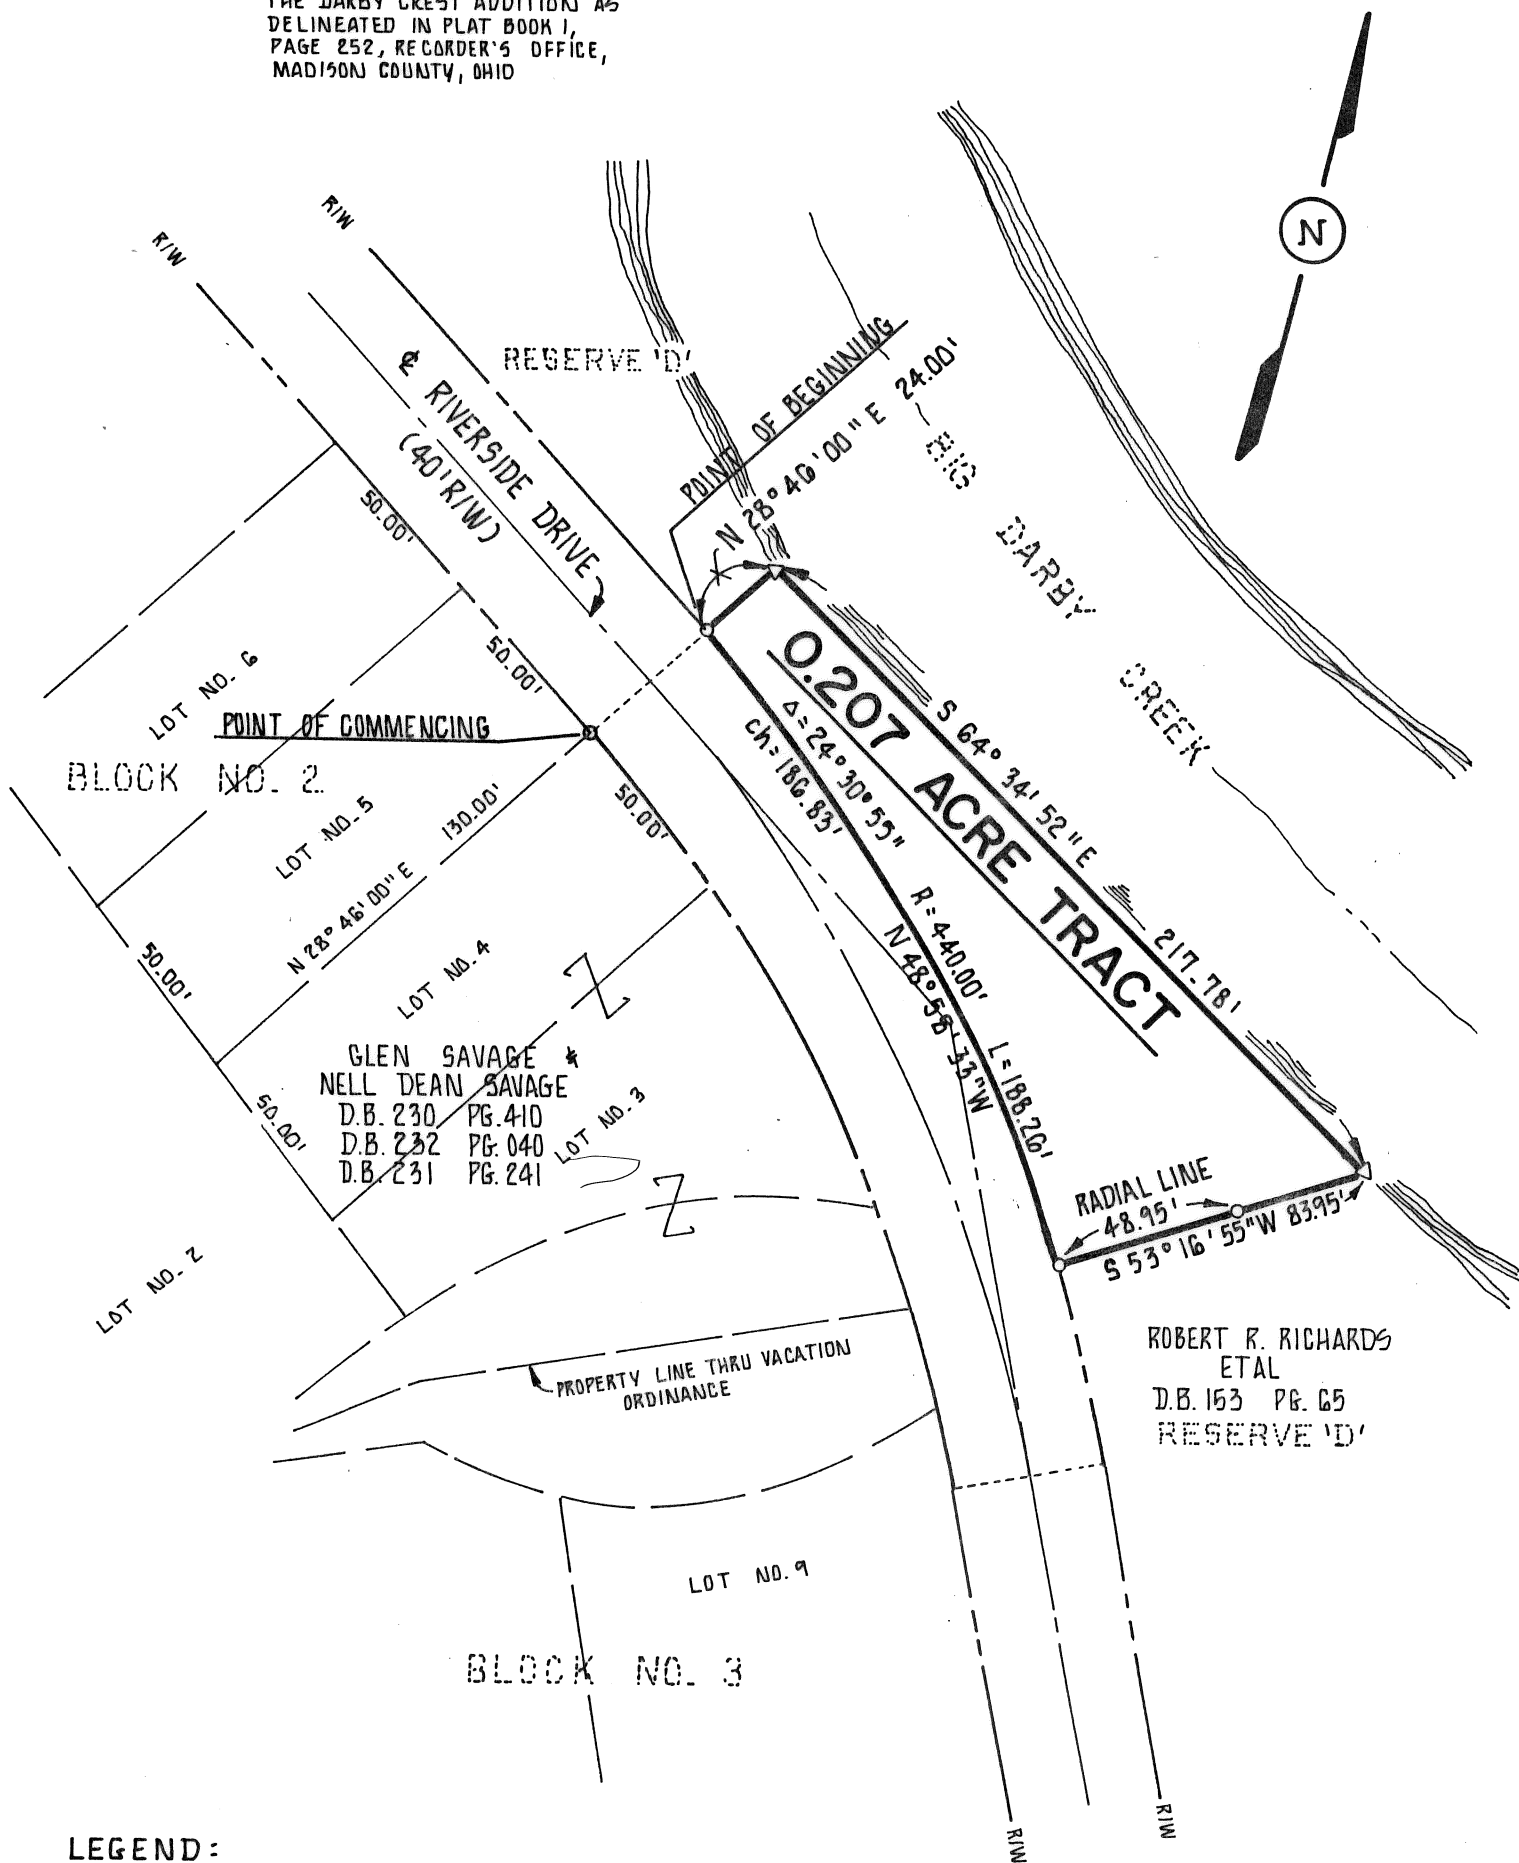 THE DARBY CREST ADDITION AS
DELINEATED IN PLAT BOOK 1,
PAGE 252, RECORDER'S OFFICE,
MADISON COUNTY, OHIO
N
R/W
R/W
RESERVE 'D'
℄ RIVERSIDE DRIVE
(40' R/W)
POINT OF BEGINNING
N 28° 46' 00" E 24.00'
BIG DARBY CREEK
50.00'
50.00'
50.00'
LOT NO. 6
POINT OF COMMENCING
BLOCK NO. 2
LOT NO. 5
N 28° 46' 00" E 130.00'
LOT NO. 4
50.00'
50.00'
0.207 ACRE TRACT
S 64° 34' 52" E 217.78'
Δ = 24° 30' 55"
ch = 186.83'
R = 440.00' L = 188.26'
N 48° 58' 33" W
GLEN SAVAGE &
NELL DEAN SAVAGE
D.B. 230 PG. 410
D.B. 232 PG. 040
D.B. 231 PG. 241
LOT NO. 3
RADIAL LINE
48.95'
S 53° 16' 55" W 83.95'
LOT NO. 2
PROPERTY LINE THRU VACATION
ORDINANCE
ROBERT R. RICHARDS
ETAL
D.B. 153 PG. 65
RESERVE 'D'
LOT NO. 9
BLOCK NO. 3
R/W
R/W
LEGEND: